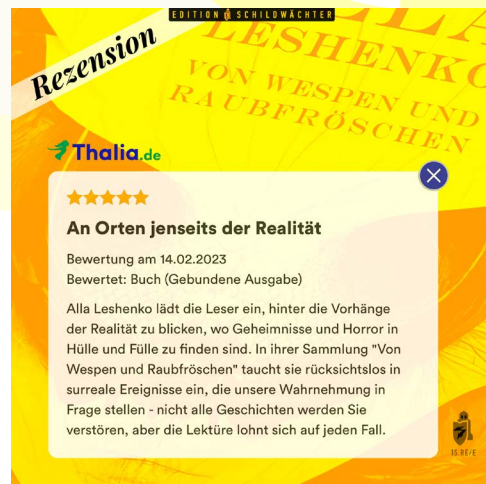 EDITION SCHILDWÄCHTER
LESHENKO
VON WESPEN UND
RAUBFRÖSCHEN
Rezension
Thalia.de
An Orten jenseits der Realität
Bewertung am 14.02.2023
Bewertet: Buch (Gebundene Ausgabe)
Alla Leshenko lädt die Leser ein, hinter die Vorhänge
der Realität zu blicken, wo Geheimnisse und Horror in
Hülle und Fülle zu finden sind. In ihrer Sammlung "Von
Wespen und Raubfröschen" taucht sie rücksichtslos in
surreale Ereignisse ein, die unsere Wahrnehmung in
Frage stellen - nicht alle Geschichten werden Sie
verstören, aber die Lektüre lohnt sich auf jeden Fall.